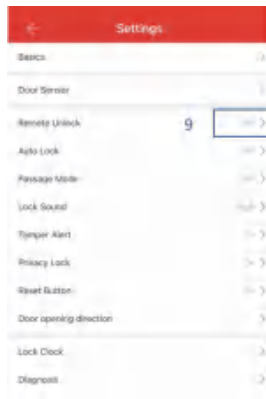 Settings
Basics
Door Sensor
Remote Unlock 9
Auto Lock
Passage Mode
Lock Sound
Tamper Alert
Privacy Lock
Reset Button
Door opening direction
Lock Clock
Diagnosis